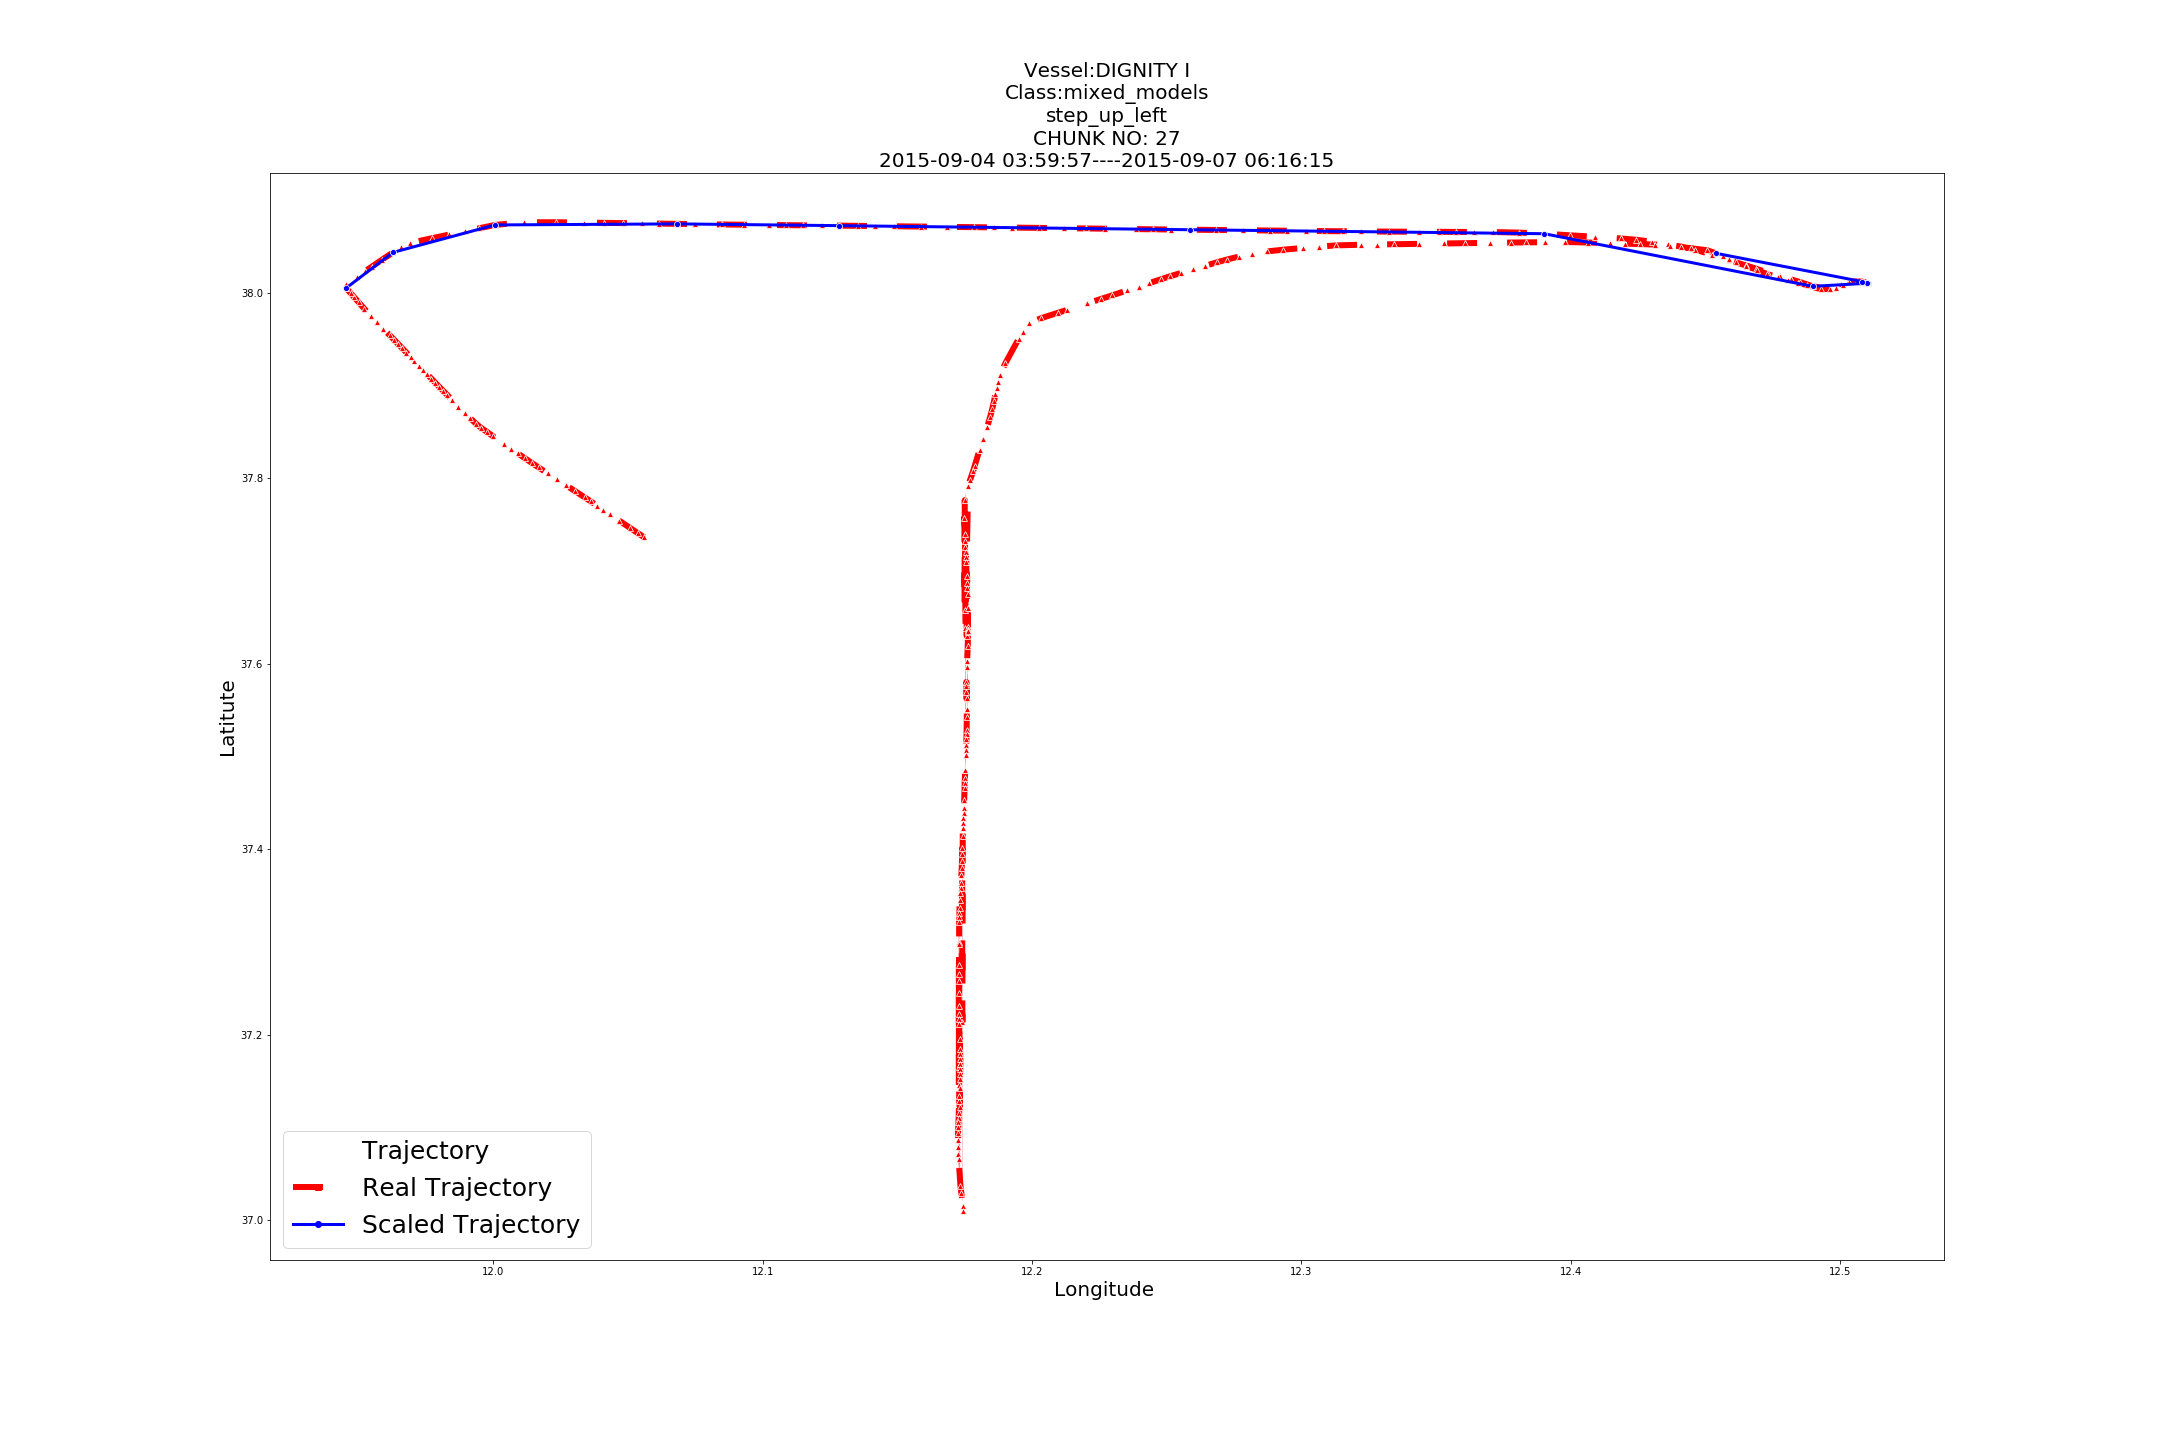 Vessel:DIGNITY I
Class:mixed_models
step_up_left
CHUNK NO: 27
2015-09-04 03:59:57----2015-09-07 06:16:15
38.0
37.8
37.6
37.4
37.2
37.0
Latitute
Trajectory
Real Trajectory
Scaled Trajectory
12.0 12.1 12.2 12.3 12.4 12.5
Longitude